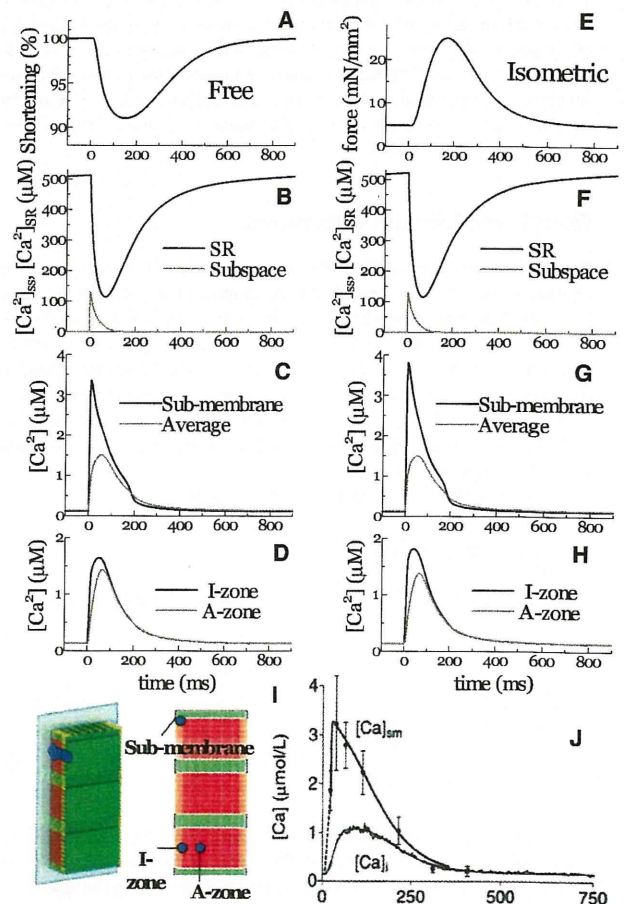 A
Shortening (%)
100
95
90
Free
0 200 400 600 800
B
[Ca²]ss, [Ca²]SR (μM)
500
400
300
200
100
0
SR
Subspace
0 200 400 600 800
C
[Ca²] (μM)
4
3
2
1
0
Sub-membrane
Average
0 200 400 600 800
D
[Ca²] (μM)
2
1
0
I-zone
A-zone
0 200 400 600 800
time (ms)
E
force (mN/mm²)
20
10
0
Isometric
0 200 400 600 800
F
[Ca²]ss, [Ca²]SR (μM)
500
400
300
200
100
0
SR
Subspace
0 200 400 600 800
G
[Ca²] (μM)
4
3
2
1
0
Sub-membrane
Average
0 200 400 600 800
H
[Ca²] (μM)
2
1
0
I-zone
A-zone
0 200 400 600 800
time (ms)
I
Sub-membrane
I-
zone
A-zone
J
[Ca] (μmol/L)
4
3
2
1
0
[Ca]sm
[Ca]i
0 250 500 750